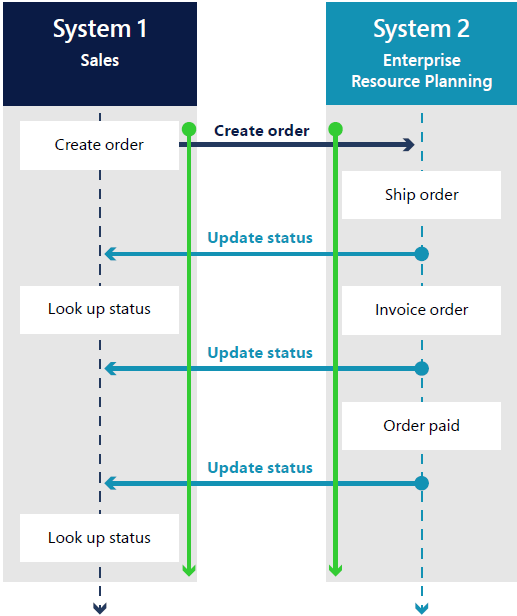 System 1
Sales
System 2
Enterprise
Resource Planning
Create order
Create order
Ship order
Update status
Look up status
Invoice order
Update status
Order paid
Update status
Look up status